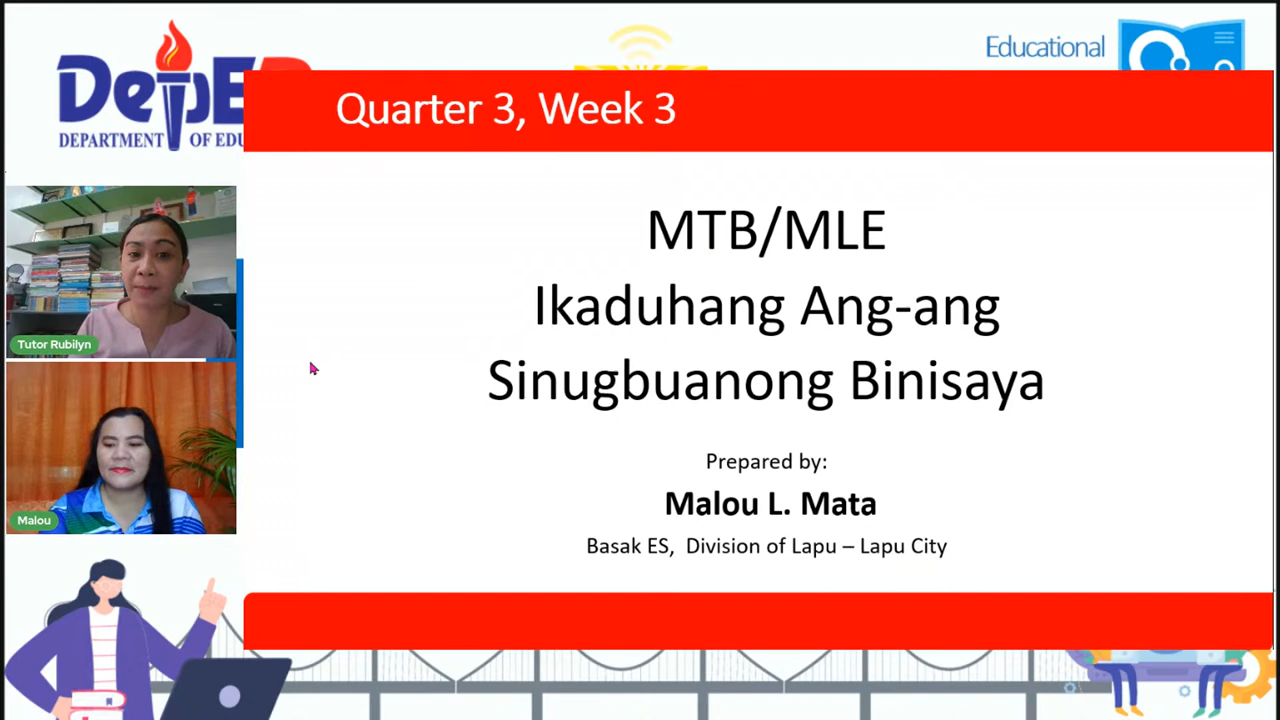 Educational
DepE
DEPARTMENT OF EDU
Quarter 3, Week 3
MTB/MLE
Ikaduhang Ang-ang
Sinugbuanong Binisaya
Prepared by:
Malou L. Mata
Basak ES, Division of Lapu – Lapu City
Tutor Rubilyn
Malou